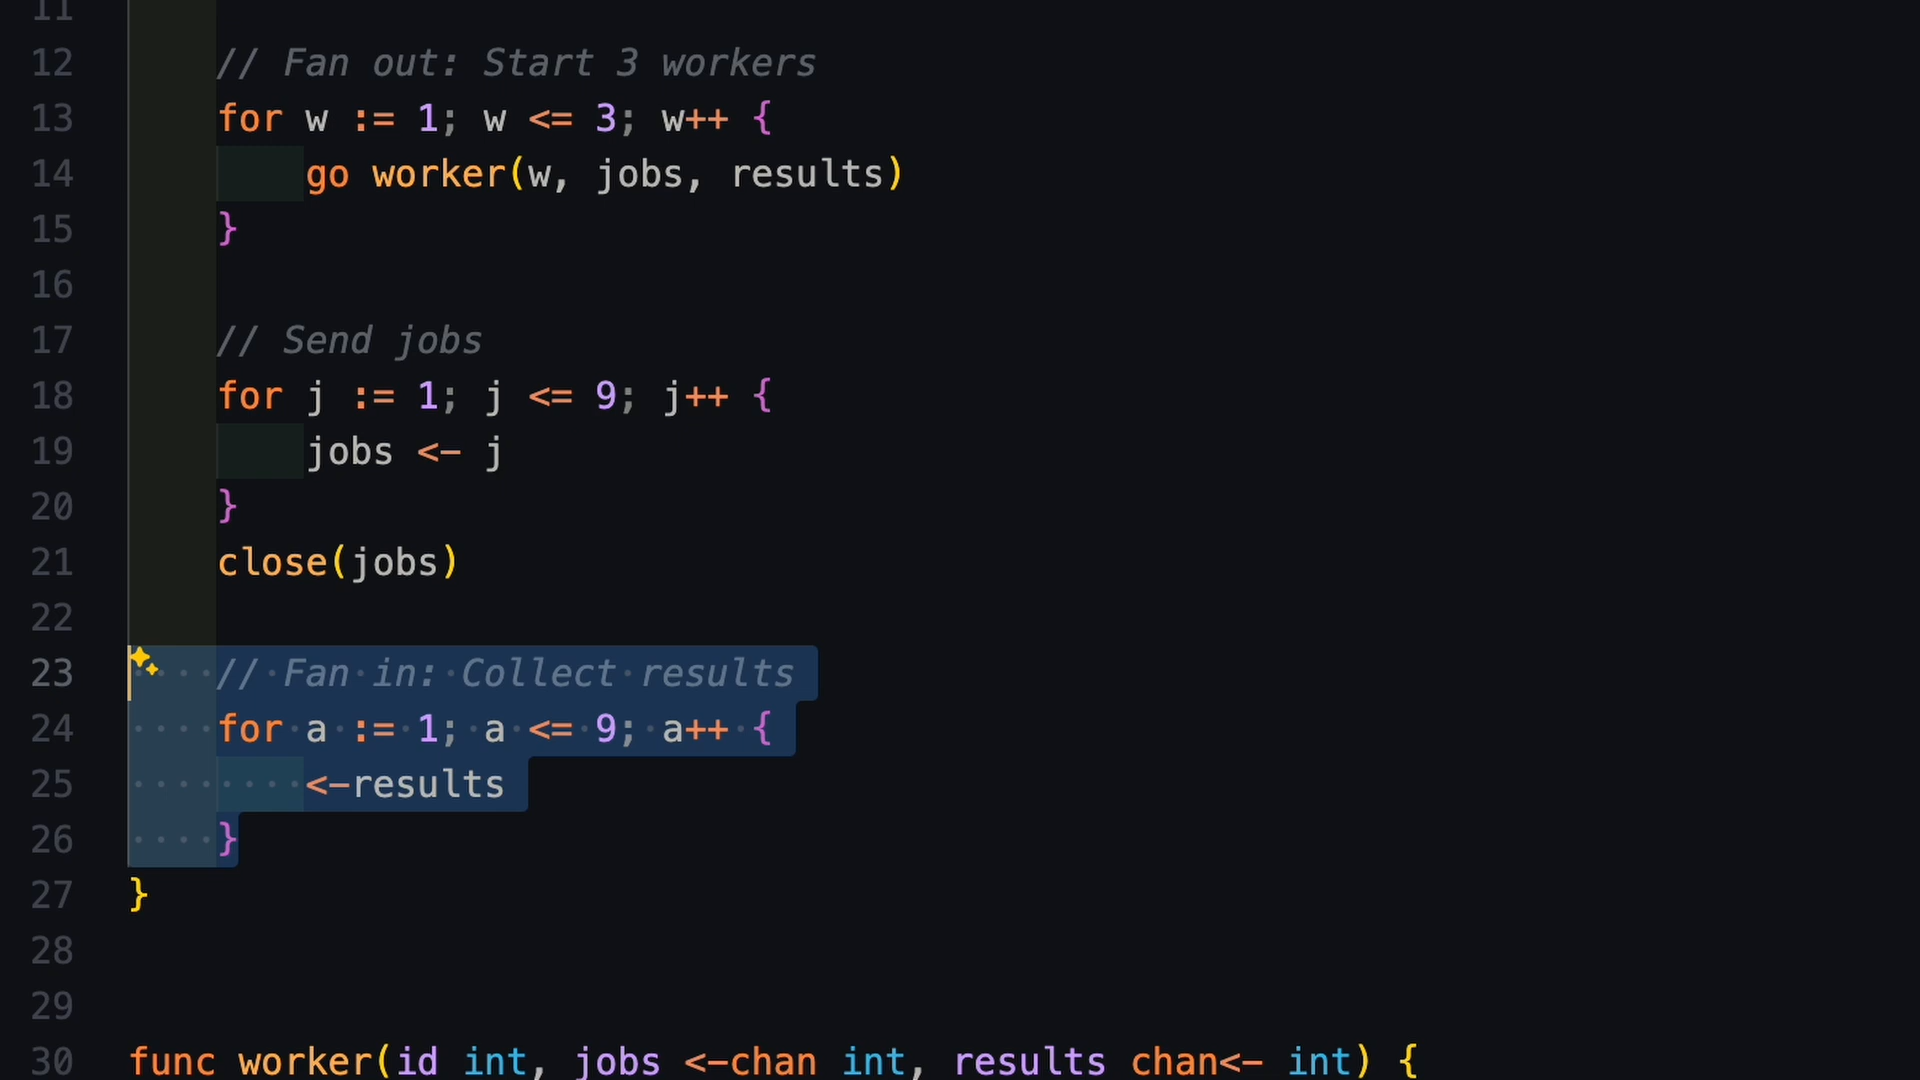 11
12 // Fan out: Start 3 workers
13 for w := 1; w <= 3; w++ {
14 go worker(w, jobs, results)
15 }
16
17 // Send jobs
18 for j := 1; j <= 9; j++ {
19 jobs <- j
20 }
21 close(jobs)
22
23 // Fan in: Collect results
24 for a := 1; a <= 9; a++ {
25 <-results
26 }
27 }
28
29
30 func worker(id int, jobs <-chan int, results chan<- int) {